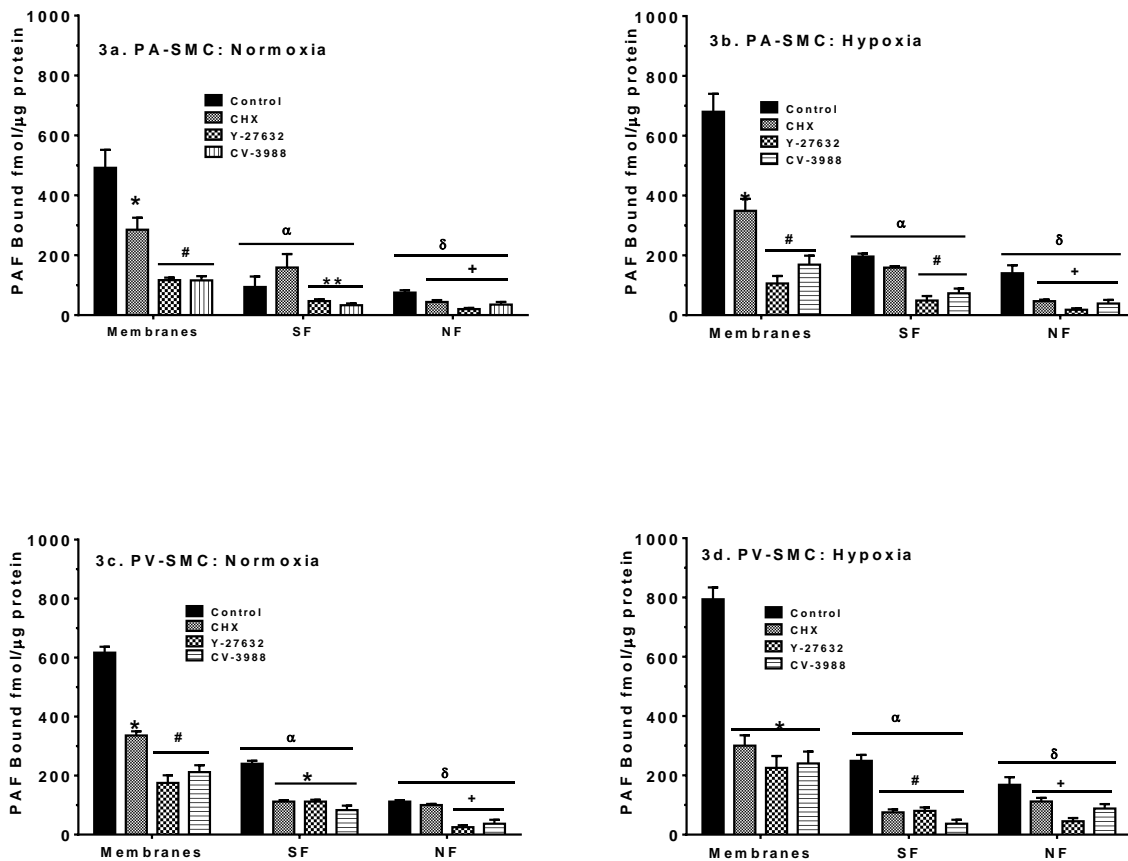 3a. PA-SMC: Normoxia
PAF Bound fmol/µg protein
1000
800
600
400
200
0
Control
CHX
Y-27632
CV-3988
*
#
α
**
δ
+
Membranes SF NF
3b. PA-SMC: Hypoxia
PAF Bound fmol/µg protein
1000
800
600
400
200
0
Control
CHX
Y-27632
CV-3988
*
#
α
#
δ
+
Membranes SF NF
3c. PV-SMC: Normoxia
PAF Bound fmol/µg protein
1000
800
600
400
200
0
Control
CHX
Y-27632
CV-3988
*
#
α
*
δ
+
Membranes SF NF
3d. PV-SMC: Hypoxia
PAF Bound fmol/µg protein
1000
800
600
400
200
0
Control
CHX
Y-27632
CV-3988
*
α
#
δ
+
Membranes SF NF